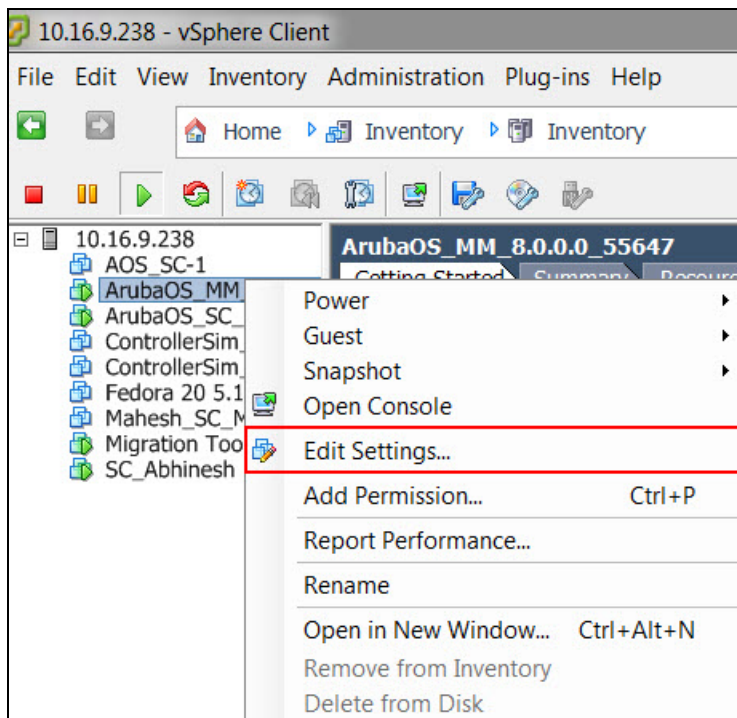 10.16.9.238 - vSphere Client
File Edit View Inventory Administration Plug-ins Help
Home Inventory Inventory
10.16.9.238
AOS_SC-1
ArubaOS_MM_
ArubaOS_SC_
ControllerSim_
ControllerSim_
Fedora 20 5.1
Mahesh_SC_M
Migration Too
SC_Abhinesh
ArubaOS_MM_8.0.0.0_55647
Getting Started Summary Resour
Power
Guest
Snapshot
Open Console
Edit Settings...
Add Permission... Ctrl+P
Report Performance...
Rename
Open in New Window... Ctrl+Alt+N
Remove from Inventory
Delete from Disk